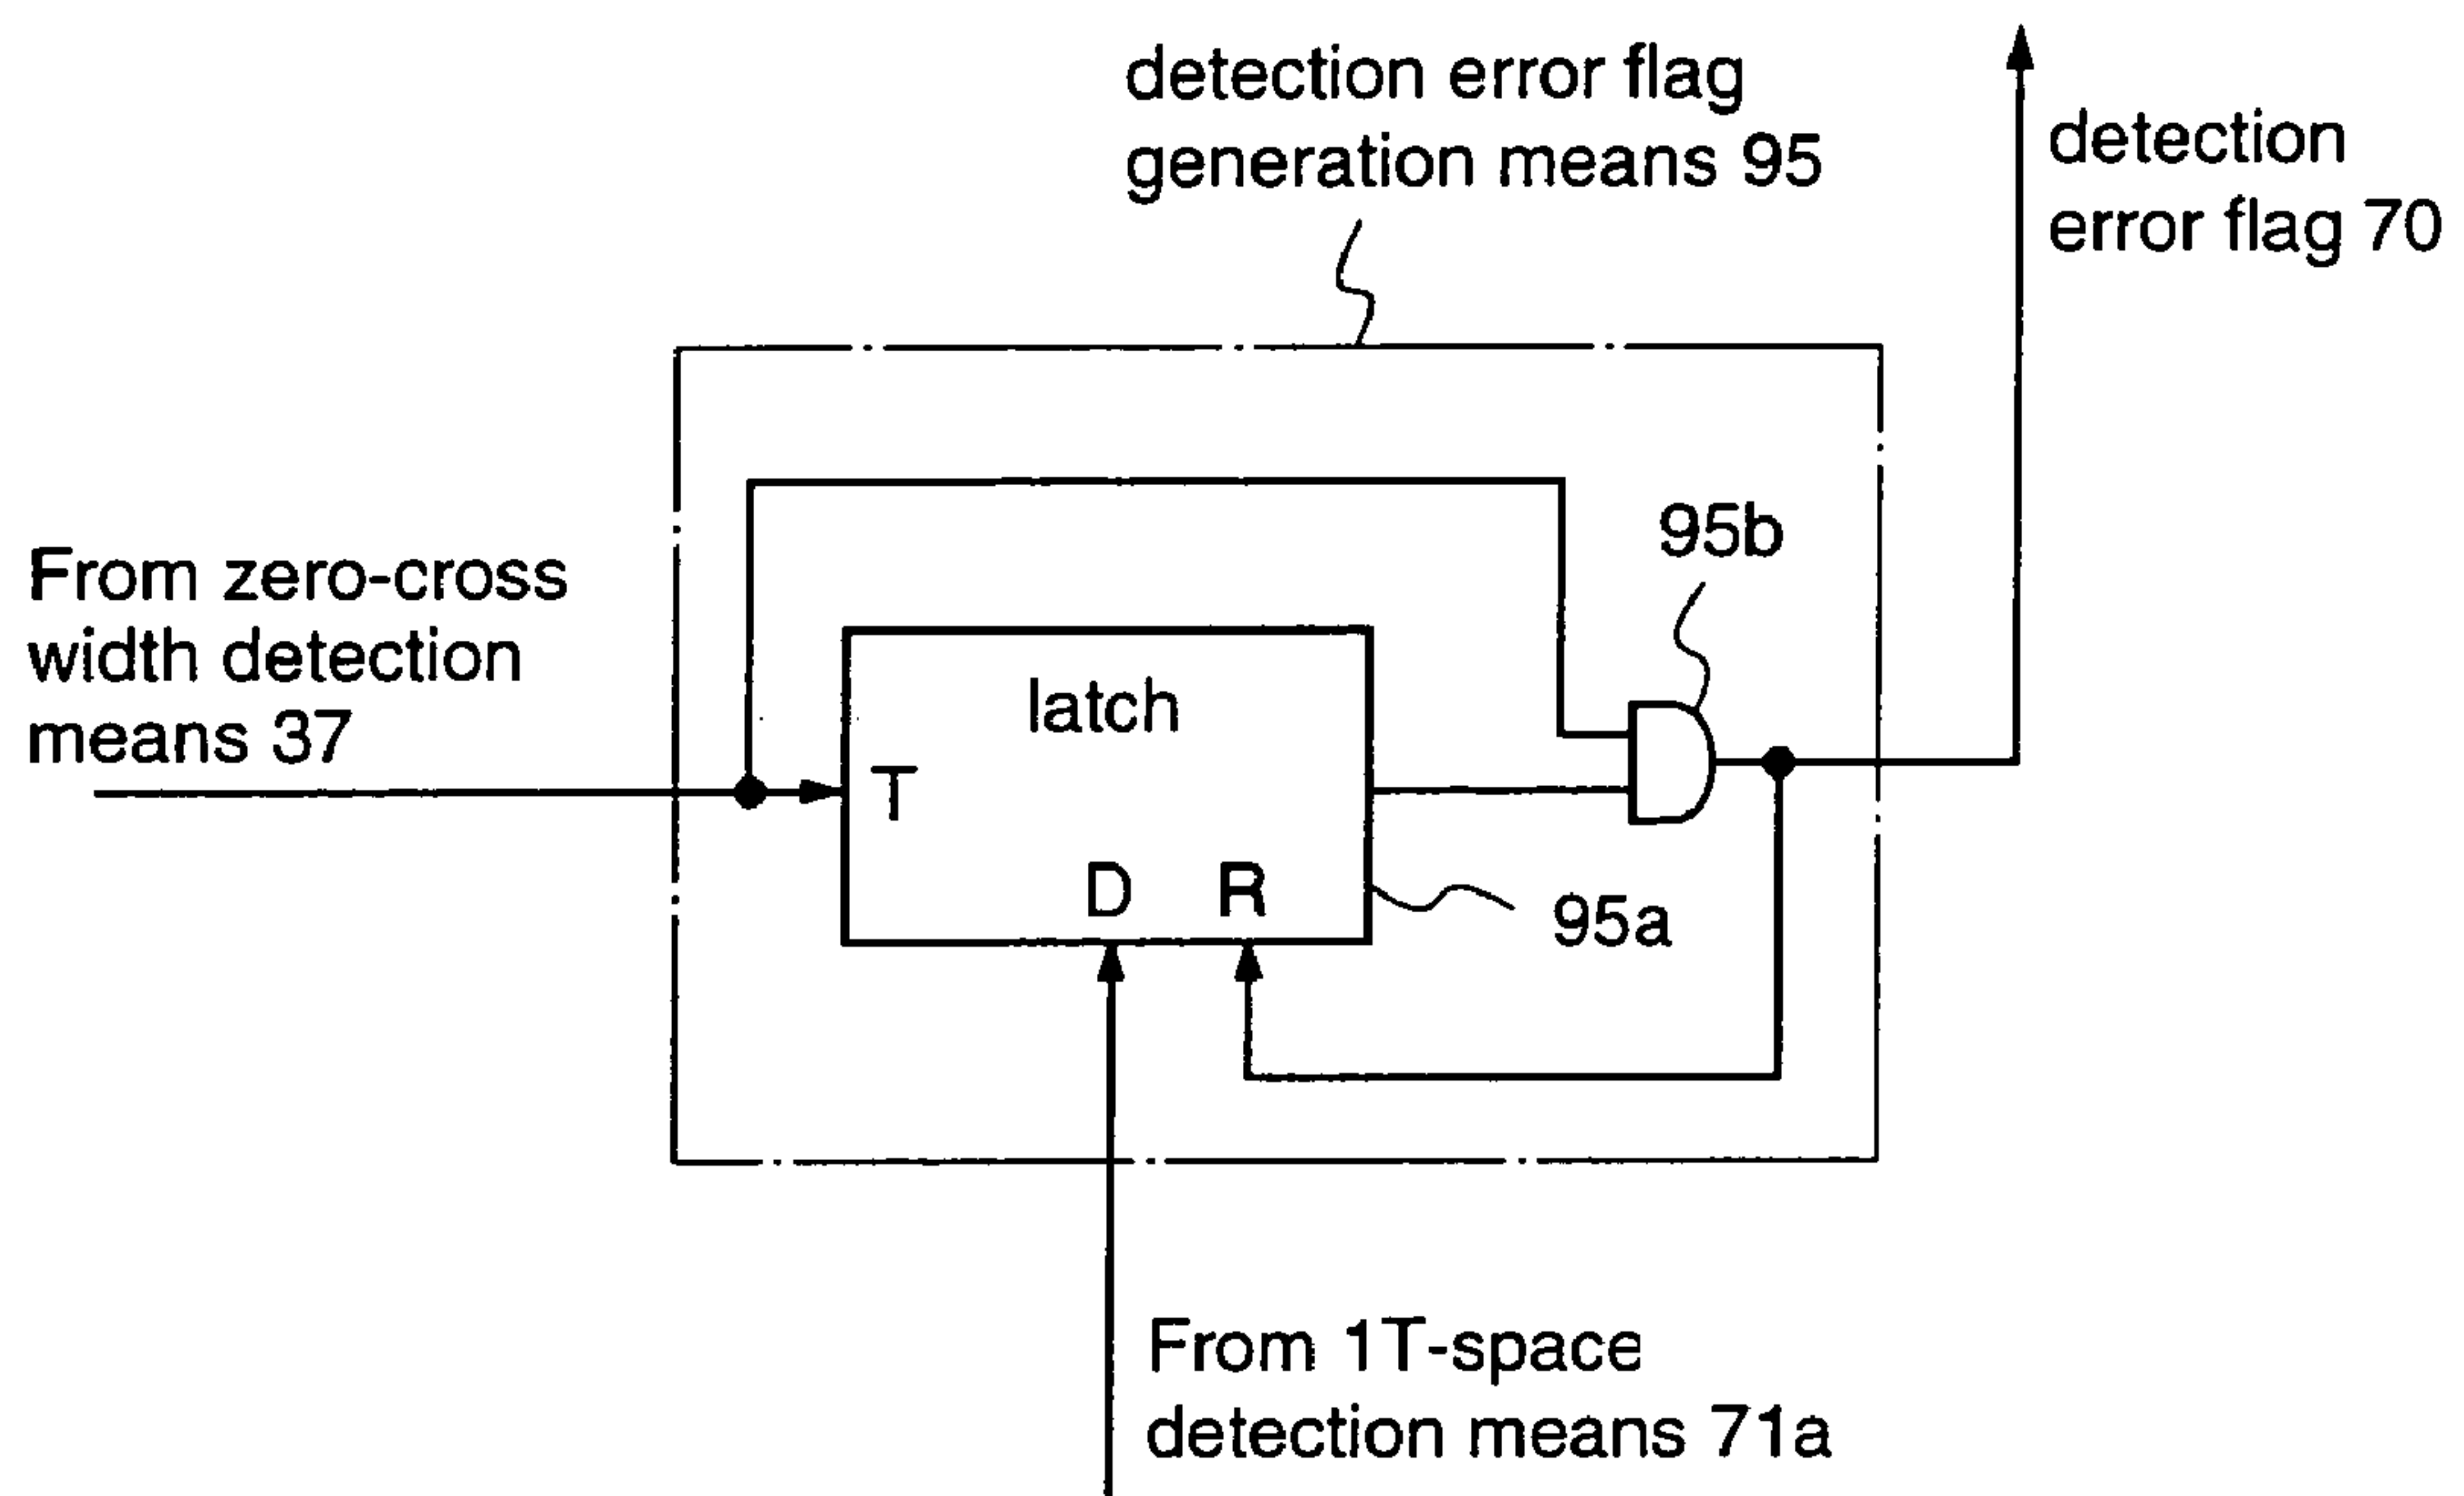 detection error flag
generation means 95
detection
error flag 70
From zero-cross
width detection
means 37
95b
latch
T
D
R
95a
From 1T-space
detection means 71a